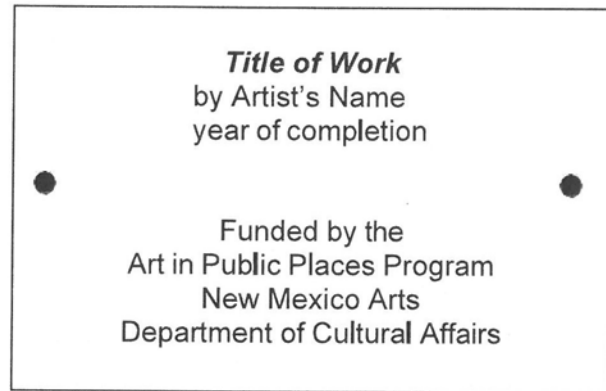 Title of Work
by Artist's Name
year of completion
Funded by the
Art in Public Places Program
New Mexico Arts
Department of Cultural Affairs